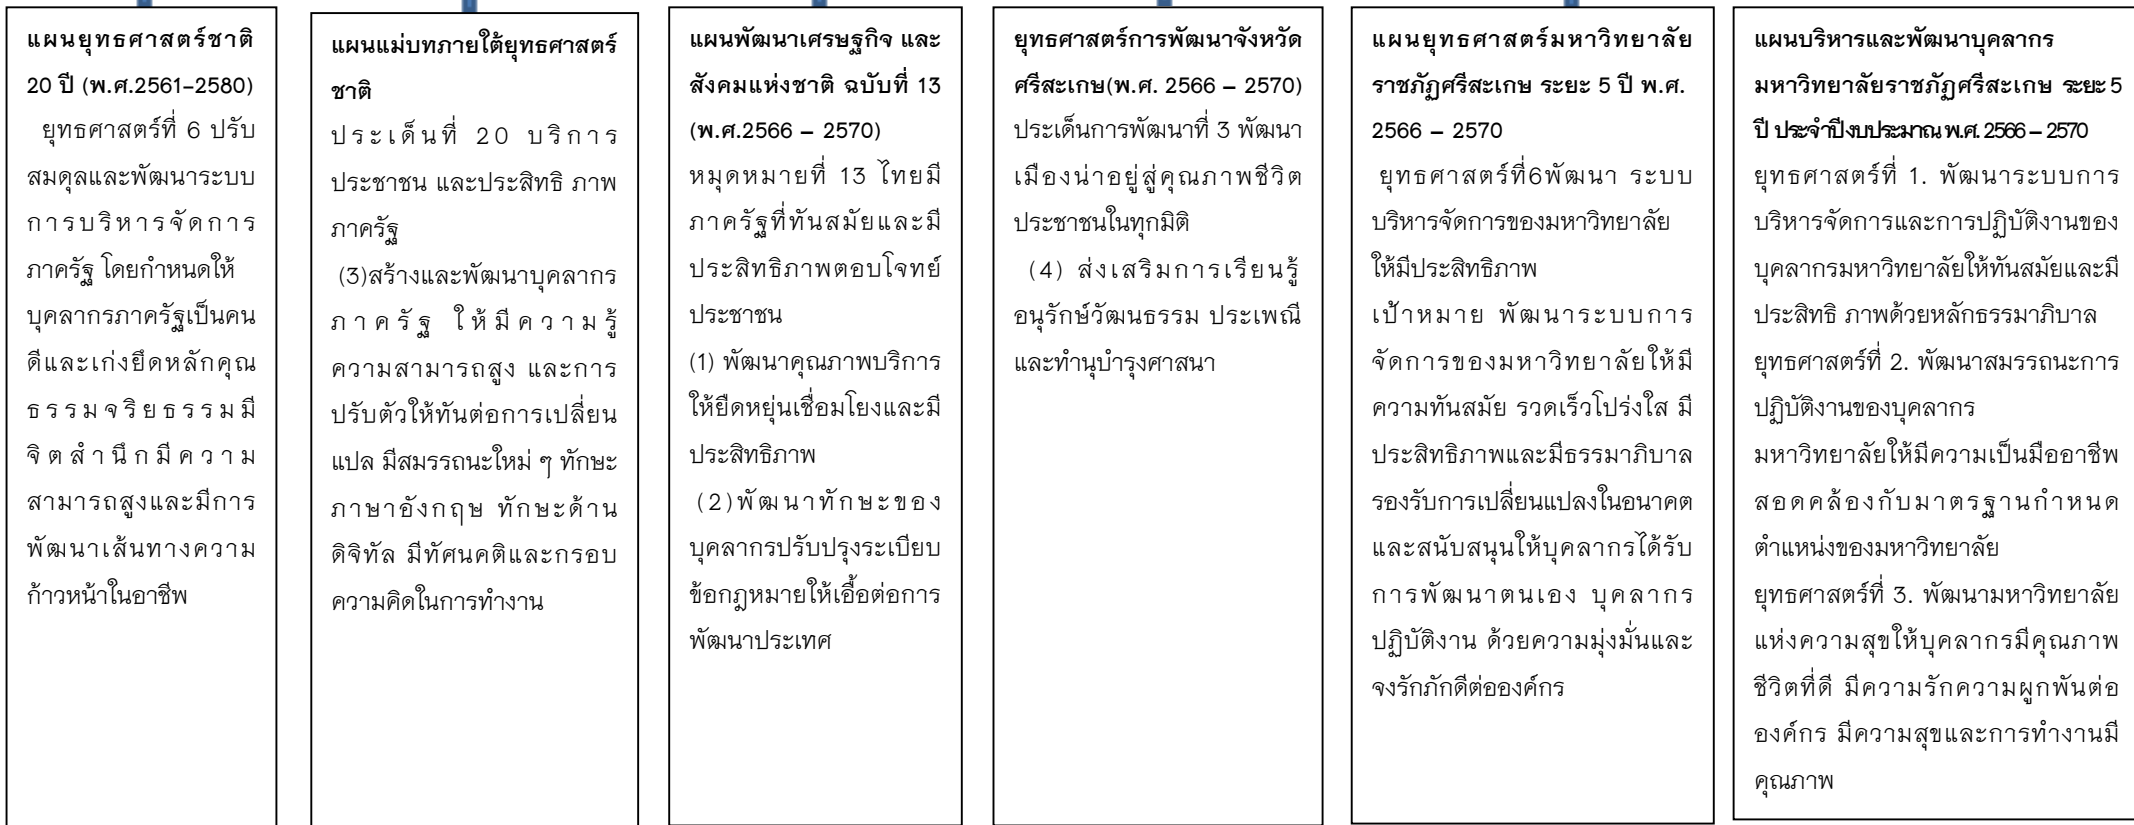 แผนยุทธศาสตร์ชาติ
20 ปี (พ.ศ.2561-2580)
ยุทธศาสตร์ที่ 6 ปรับ
สมดุลและพัฒนาระบบ
การบริหารจัดการ
ภาครัฐ โดยกำหนดให้
บุคลากรภาครัฐเป็นคน
ดีและเก่งยึดหลักคุณ
ธรรมจริยธรรมมี
จิตสำนึกมีความ
สามารถสูงและมีการ
พัฒนาเส้นทางความ
ก้าวหน้าในอาชีพ
แผนแม่บทภายใต้ยุทธศาสตร์
ชาติ
ประเด็นที่ 20 บริการ
ประชาชน และประสิทธิ ภาพ
ภาครัฐ
(3)สร้างและพัฒนาบุคลากร
ภาครัฐ ให้มีความรู้
ความสามารถสูง และการ
ปรับตัวให้ทันต่อการเปลี่ยน
แปล มีสมรรถนะใหม่ ๆ ทักษะ
ภาษาอังกฤษ ทักษะด้าน
ดิจิทัล มีทัศนคติและกรอบ
ความคิดในการทำงาน
แผนพัฒนาเศรษฐกิจ และ
สังคมแห่งชาติ ฉบับที่ 13
(พ.ศ.2566 – 2570)
หมุดหมายที่ 13 ไทยมี
ภาครัฐที่ทันสมัยและมี
ประสิทธิภาพตอบโจทย์
ประชาชน
(1) พัฒนาคุณภาพบริการ
ให้ยืดหยุ่นเชื่อมโยงและมี
ประสิทธิภาพ
(2)พัฒนาทักษะของ
บุคลากรปรับปรุงระเบียบ
ข้อกฎหมายให้เอื้อต่อการ
พัฒนาประเทศ
ยุทธศาสตร์การพัฒนาจังหวัด
ศรีสะเกษ(พ.ศ. 2566 – 2570)
ประเด็นการพัฒนาที่ 3 พัฒนา
เมืองน่าอยู่สู่คุณภาพชีวิต
ประชาชนในทุกมิติ
(4) ส่งเสริมการเรียนรู้
อนุรักษ์วัฒนธรรม ประเพณี
และทำนุบำรุงศาสนา
แผนยุทธศาสตร์มหาวิทยาลัย
ราชภัฏศรีสะเกษ ระยะ 5 ปี พ.ศ.
2566 – 2570
ยุทธศาสตร์ที่6พัฒนา ระบบ
บริหารจัดการของมหาวิทยาลัย
ให้มีประสิทธิภาพ
เป้าหมาย พัฒนาระบบการ
จัดการของมหาวิทยาลัยให้มี
ความทันสมัย รวดเร็วโปร่งใส มี
ประสิทธิภาพและมีธรรมาภิบาล
รองรับการเปลี่ยนแปลงในอนาคต
และสนับสนุนให้บุคลากรได้รับ
การพัฒนาตนเอง บุคลากร
ปฏิบัติงาน ด้วยความมุ่งมั่นและ
จงรักภักดีต่อองค์กร
แผนบริหารและพัฒนาบุคลากร
มหาวิทยาลัยราชภัฏศรีสะเกษ ระยะ 5
ปี ประจำปีงบประมาณ พ.ศ. 2566 – 2570
ยุทธศาสตร์ที่ 1. พัฒนาระบบการ
บริหารจัดการและการปฏิบัติงานของ
บุคลากรมหาวิทยาลัยให้ทันสมัยและมี
ประสิทธิ ภาพด้วยหลักธรรมาภิบาล
ยุทธศาสตร์ที่ 2. พัฒนาสมรรถนะการ
ปฏิบัติงานของบุคลากร
มหาวิทยาลัยให้มีความเป็นมืออาชีพ
สอดคล้องกับมาตรฐานกำหนด
ตำแหน่งของมหาวิทยาลัย
ยุทธศาสตร์ที่ 3. พัฒนามหาวิทยาลัย
แห่งความสุขให้บุคลากรมีคุณภาพ
ชีวิตที่ดี มีความรักความผูกพันต่อ
องค์กร มีความสุขและการทำงานมี
คุณภาพ